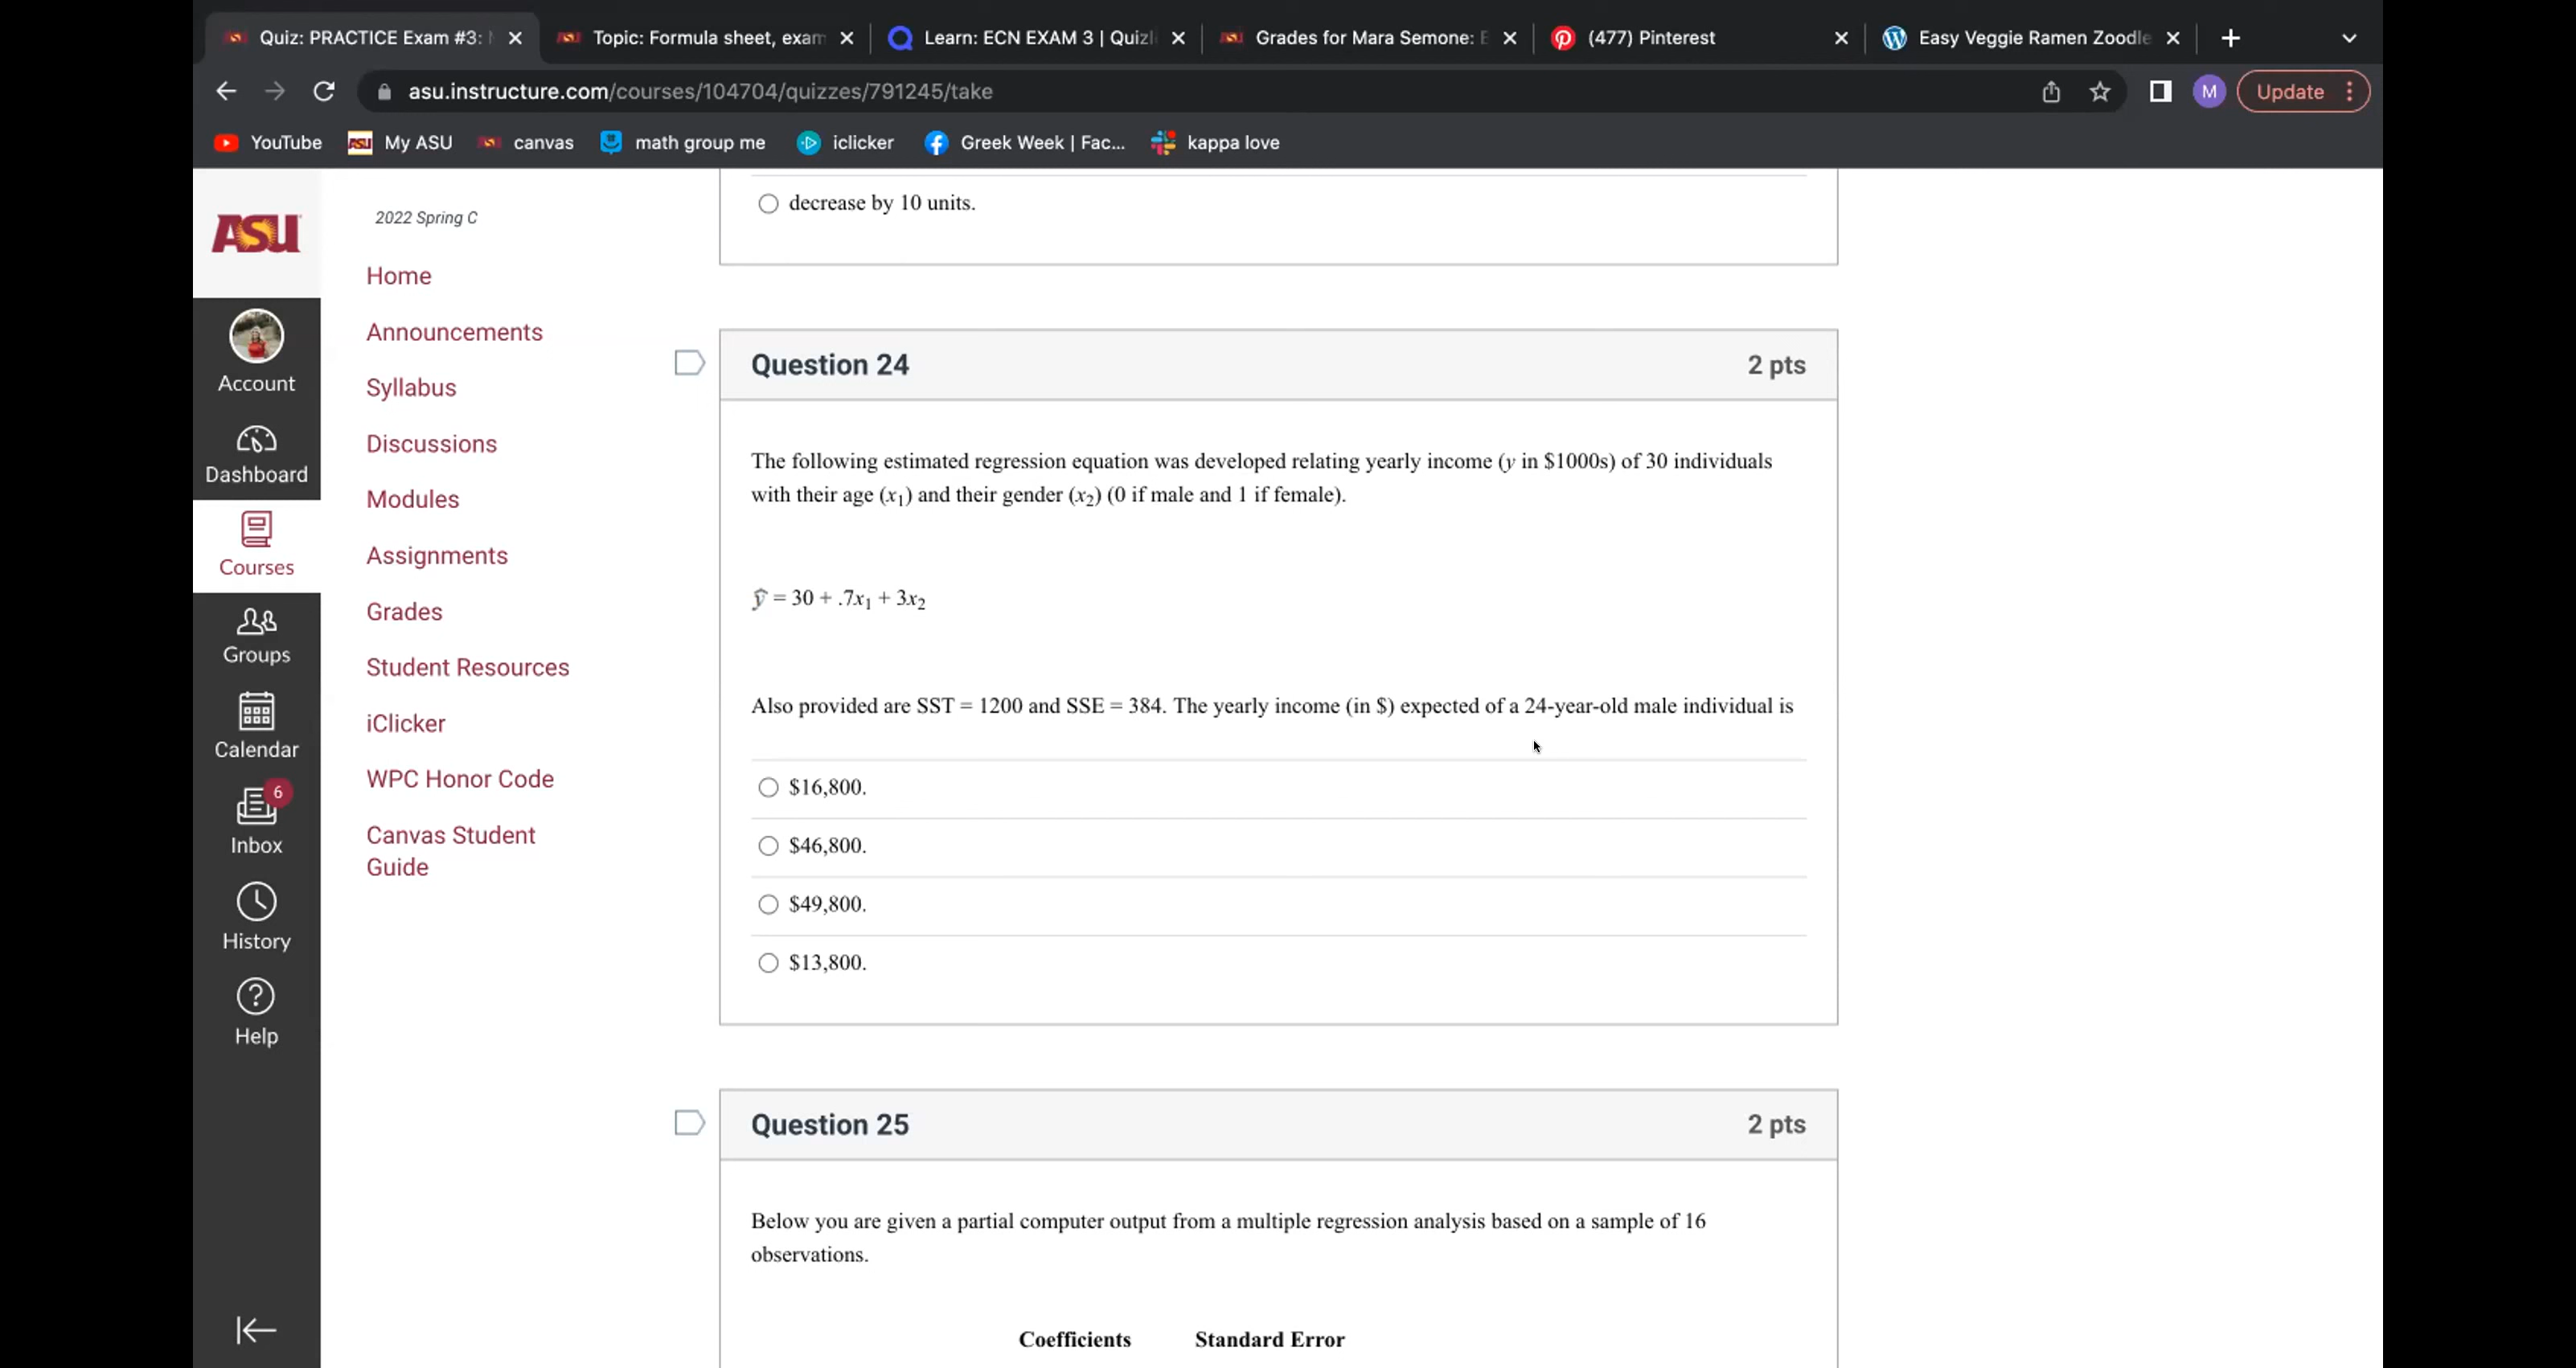 Quiz: PRACTICE Exam #3:
Topic: Formula sheet, exam
Learn: ECN EXAM 3 | Quizl
Grades for Mara Semone: E
(477) Pinterest
Easy Veggie Ramen Zoodle
asu.instructure.com/courses/104704/quizzes/791245/take
M
Update
YouTube
My ASU
canvas
math group me
iclicker
Greek Week | Fac...
kappa love
ASU
Account
Dashboard
Courses
Groups
Calendar
6
Inbox
History
Help
2022 Spring C
Home
Announcements
Syllabus
Discussions
Modules
Assignments
Grades
Student Resources
iClicker
WPC Honor Code
Canvas Student
Guide
decrease by 10 units.
Question 24
2 pts
The following estimated regression equation was developed relating yearly income (y in $1000s) of 30 individuals
with their age (x₁) and their gender (x₂) (0 if male and 1 if female).
ŷ = 30 + .7x₁ + 3x₂
Also provided are SST = 1200 and SSE = 384. The yearly income (in $) expected of a 24-year-old male individual is
$16,800.
$46,800.
$49,800.
$13,800.
Question 25
2 pts
Below you are given a partial computer output from a multiple regression analysis based on a sample of 16
observations.
Coefficients Standard Error